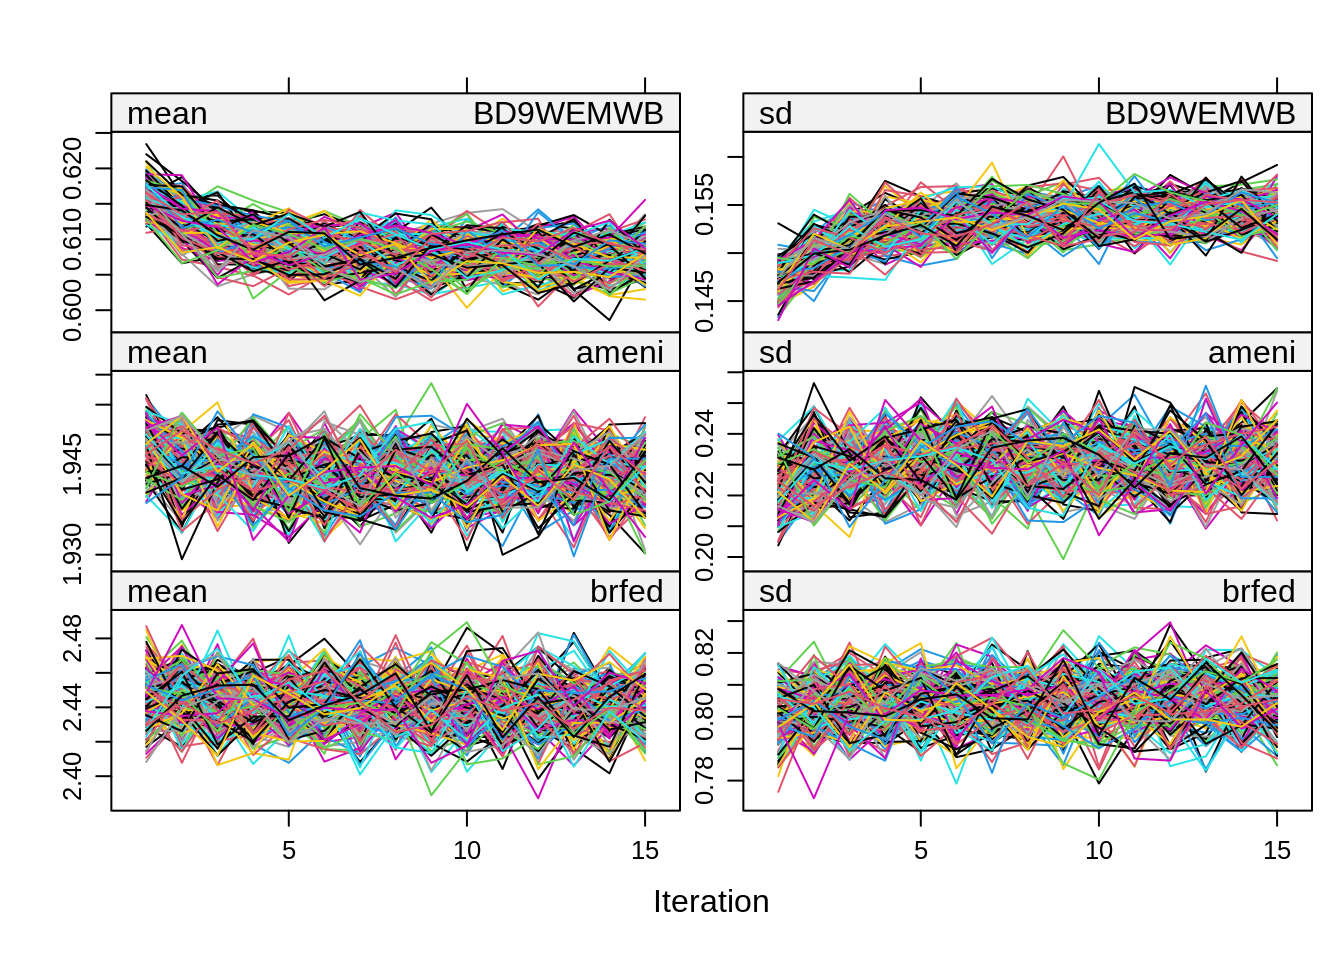 mean BD9WEMWB sd BD9WEMWB
0.600 0.610 0.620
0.145 0.155
mean ameni sd ameni
1.930 1.945
0.20 0.22 0.24
mean brfed sd brfed
2.40 2.44 2.48
0.78 0.80 0.82
5 10 15 5 10 15
Iteration